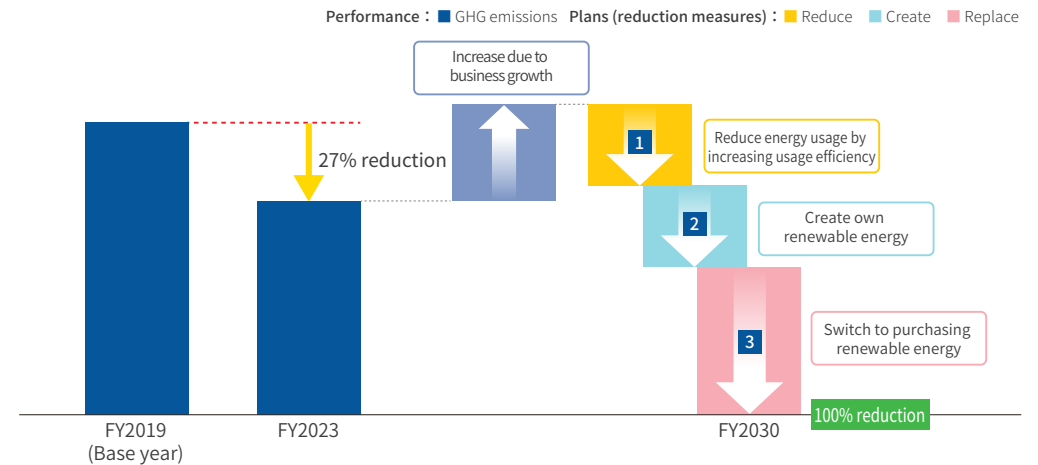 Performance : GHG emissions Plans (reduction measures) : Reduce Create Replace
Increase due to
business growth
27% reduction
1
Reduce energy usage by
increasing usage efficiency
2
Create own
renewable energy
3
Switch to purchasing
renewable energy
100% reduction
FY2019
(Base year)
FY2023
FY2030